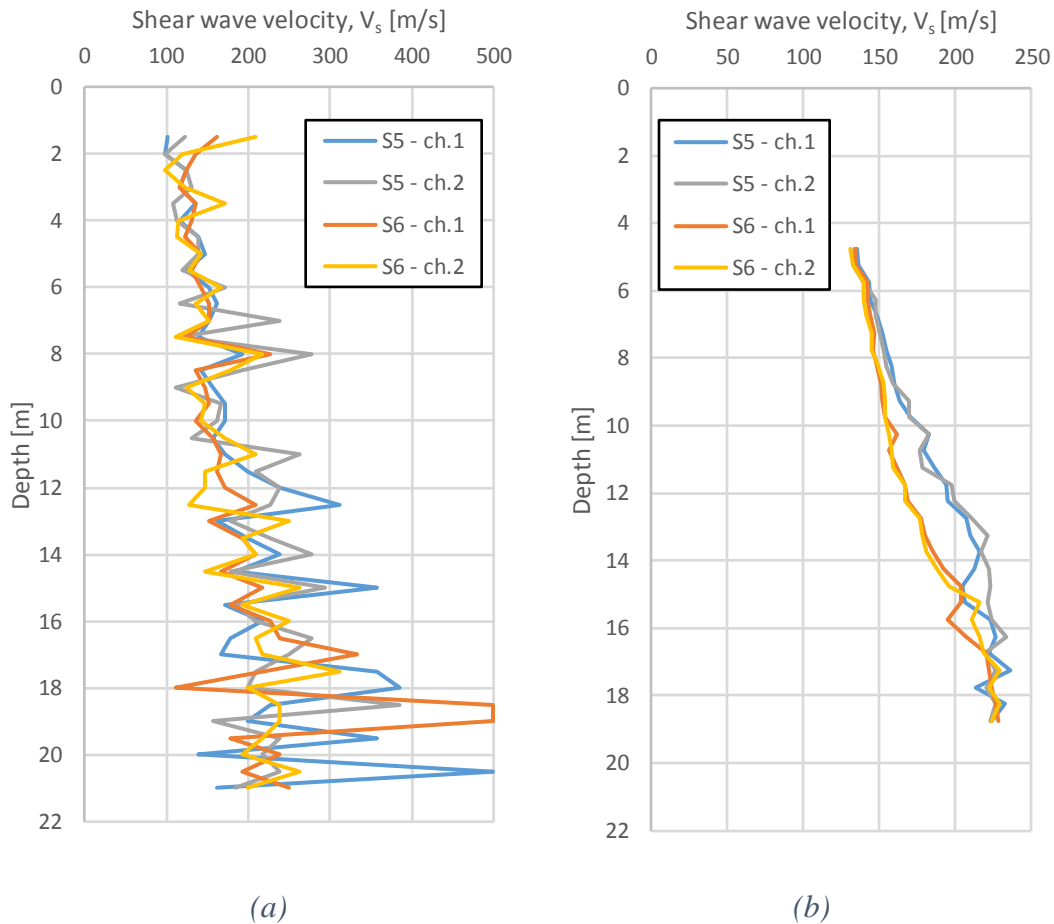 Shear wave velocity, Vs [m/s]
0 100 200 300 400 500
0
2
4
6
8
10
12
14
16
18
20
22
Depth [m]
S5 - ch.1
S5 - ch.2
S6 - ch.1
S6 - ch.2
(a)
Shear wave velocity, Vs [m/s]
0 50 100 150 200 250
0
2
4
6
8
10
12
14
16
18
20
22
Depth [m]
S5 - ch.1
S5 - ch.2
S6 - ch.1
S6 - ch.2
(b)